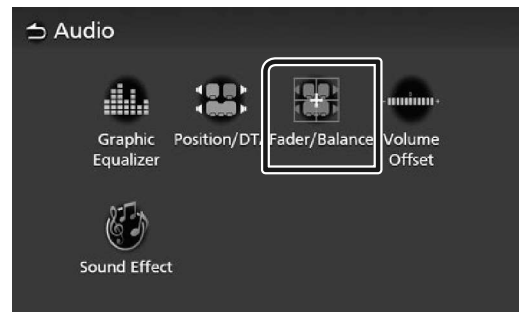 Audio
Graphic
Equalizer
Position/DTA
Fader/Balance
Volume
Offset
Sound Effect